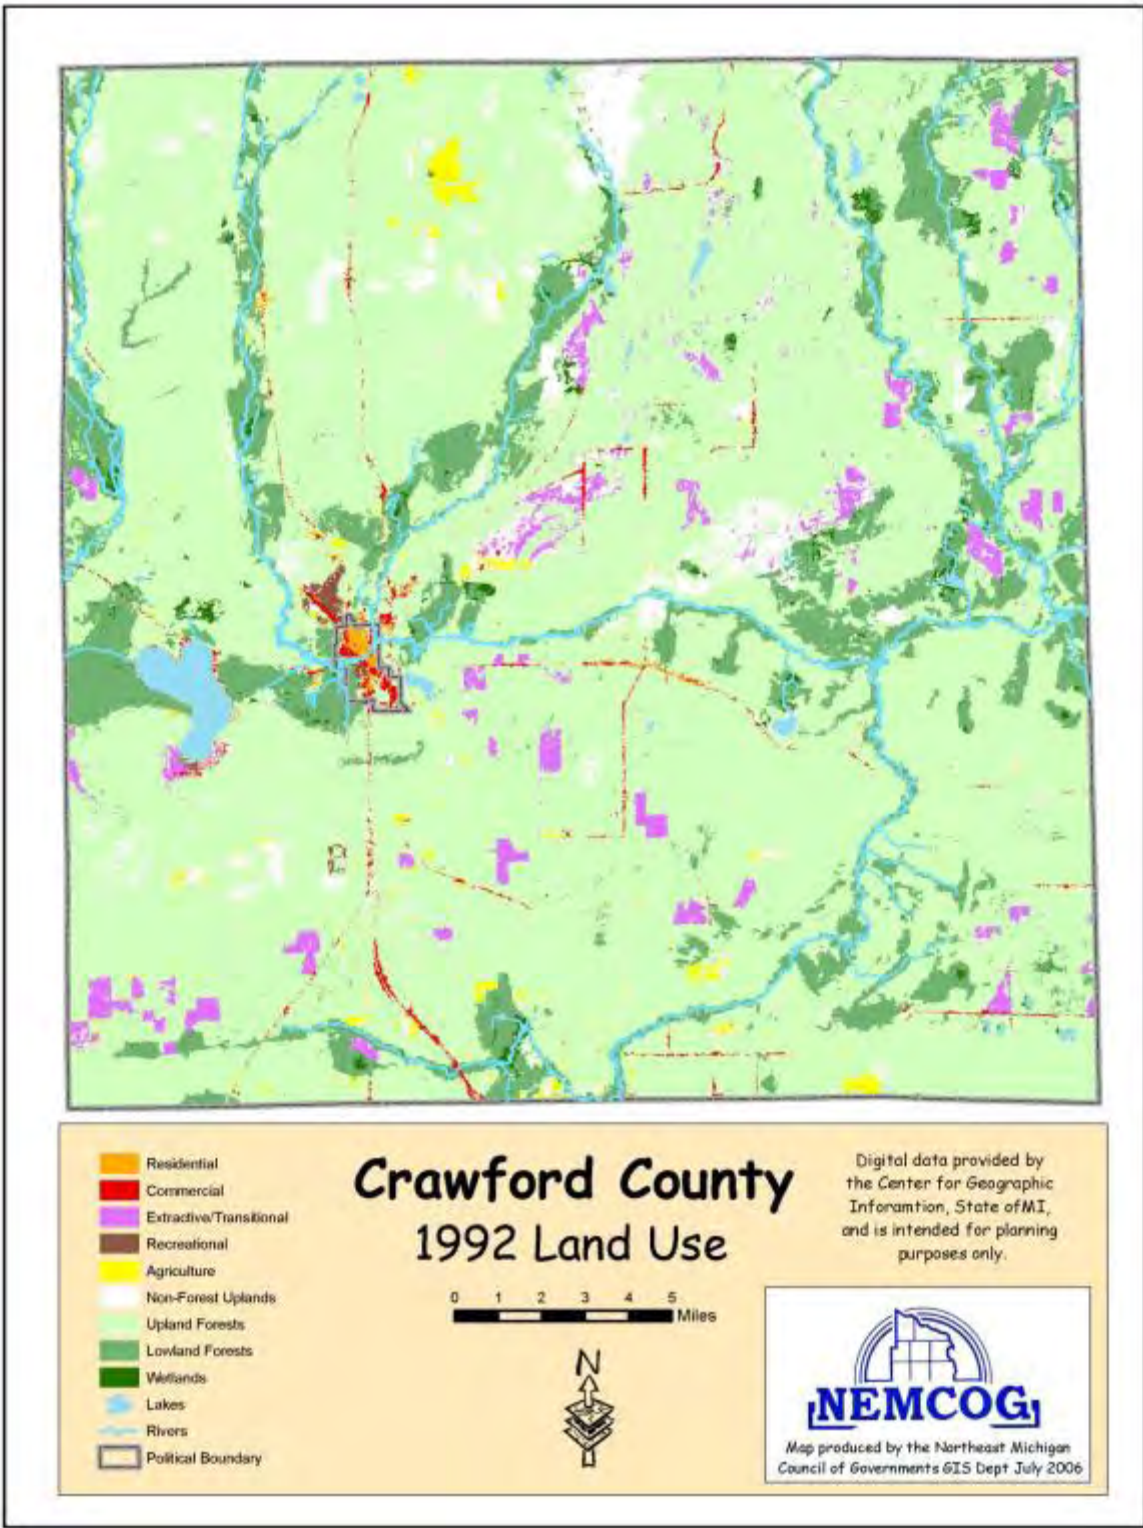 Residential
Commercial
Extractive/Transitional
Recreational
Agriculture
Non-Forest Uplands
Upland Forests
Lowland Forests
Wetlands
Lakes
Rivers
Political Boundary
Crawford County
1992 Land Use
0 1 2 3 4 5
Miles
N
Digital data provided by
the Center for Geographic
Inforamtion, State ofMI,
and is intended for planning
purposes only.
NEMCOG
Map produced by the Northeast Michigan
Council of Governments GIS Dept July 2006